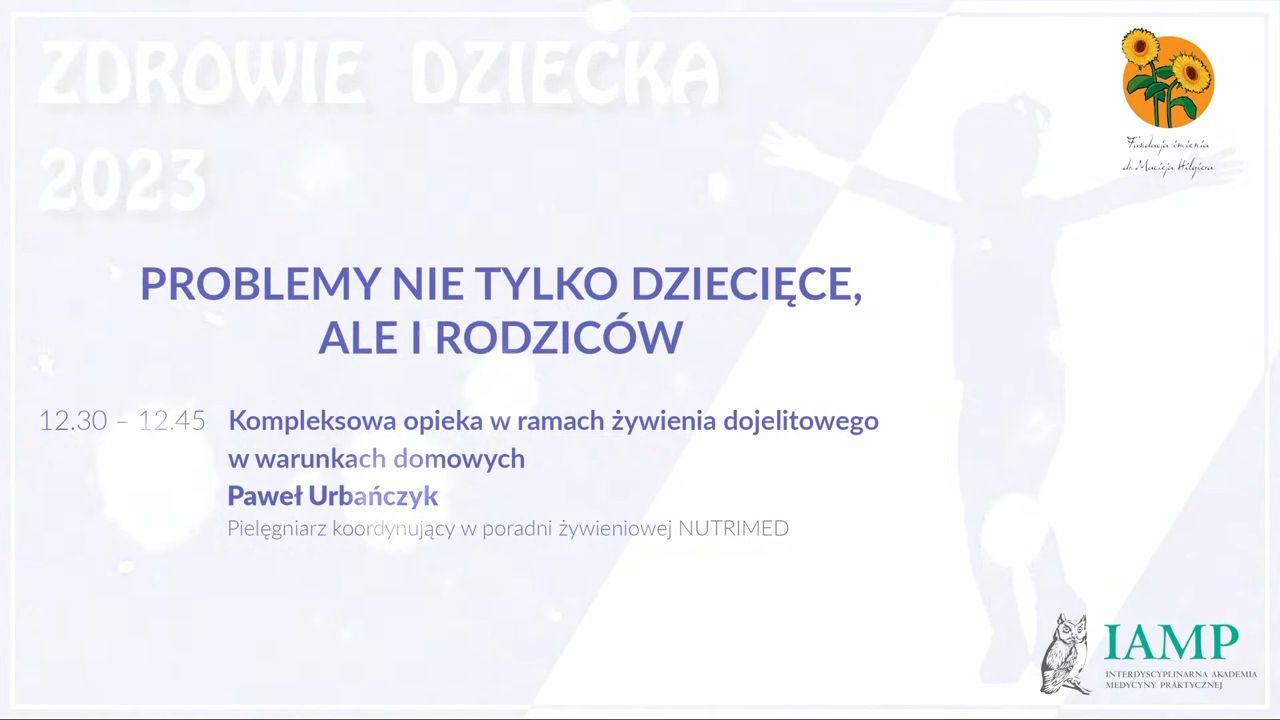 ZDROWIE DZIECKA
2023
Fundacja imienia
dr Macieja Hilgiera
PROBLEMY NIE TYLKO DZIECIĘCE,
ALE I RODZICÓW
12.30 – 12.45 Kompleksowa opieka w ramach żywienia dojelitowego
w warunkach domowych
Paweł Urbańczyk
Pielęgniarz koordynujący w poradni żywieniowej NUTRIMED
IAMP
INTERDYSCYPLINARNA AKADEMIA
MEDYCYNY PRAKTYCZNEJ